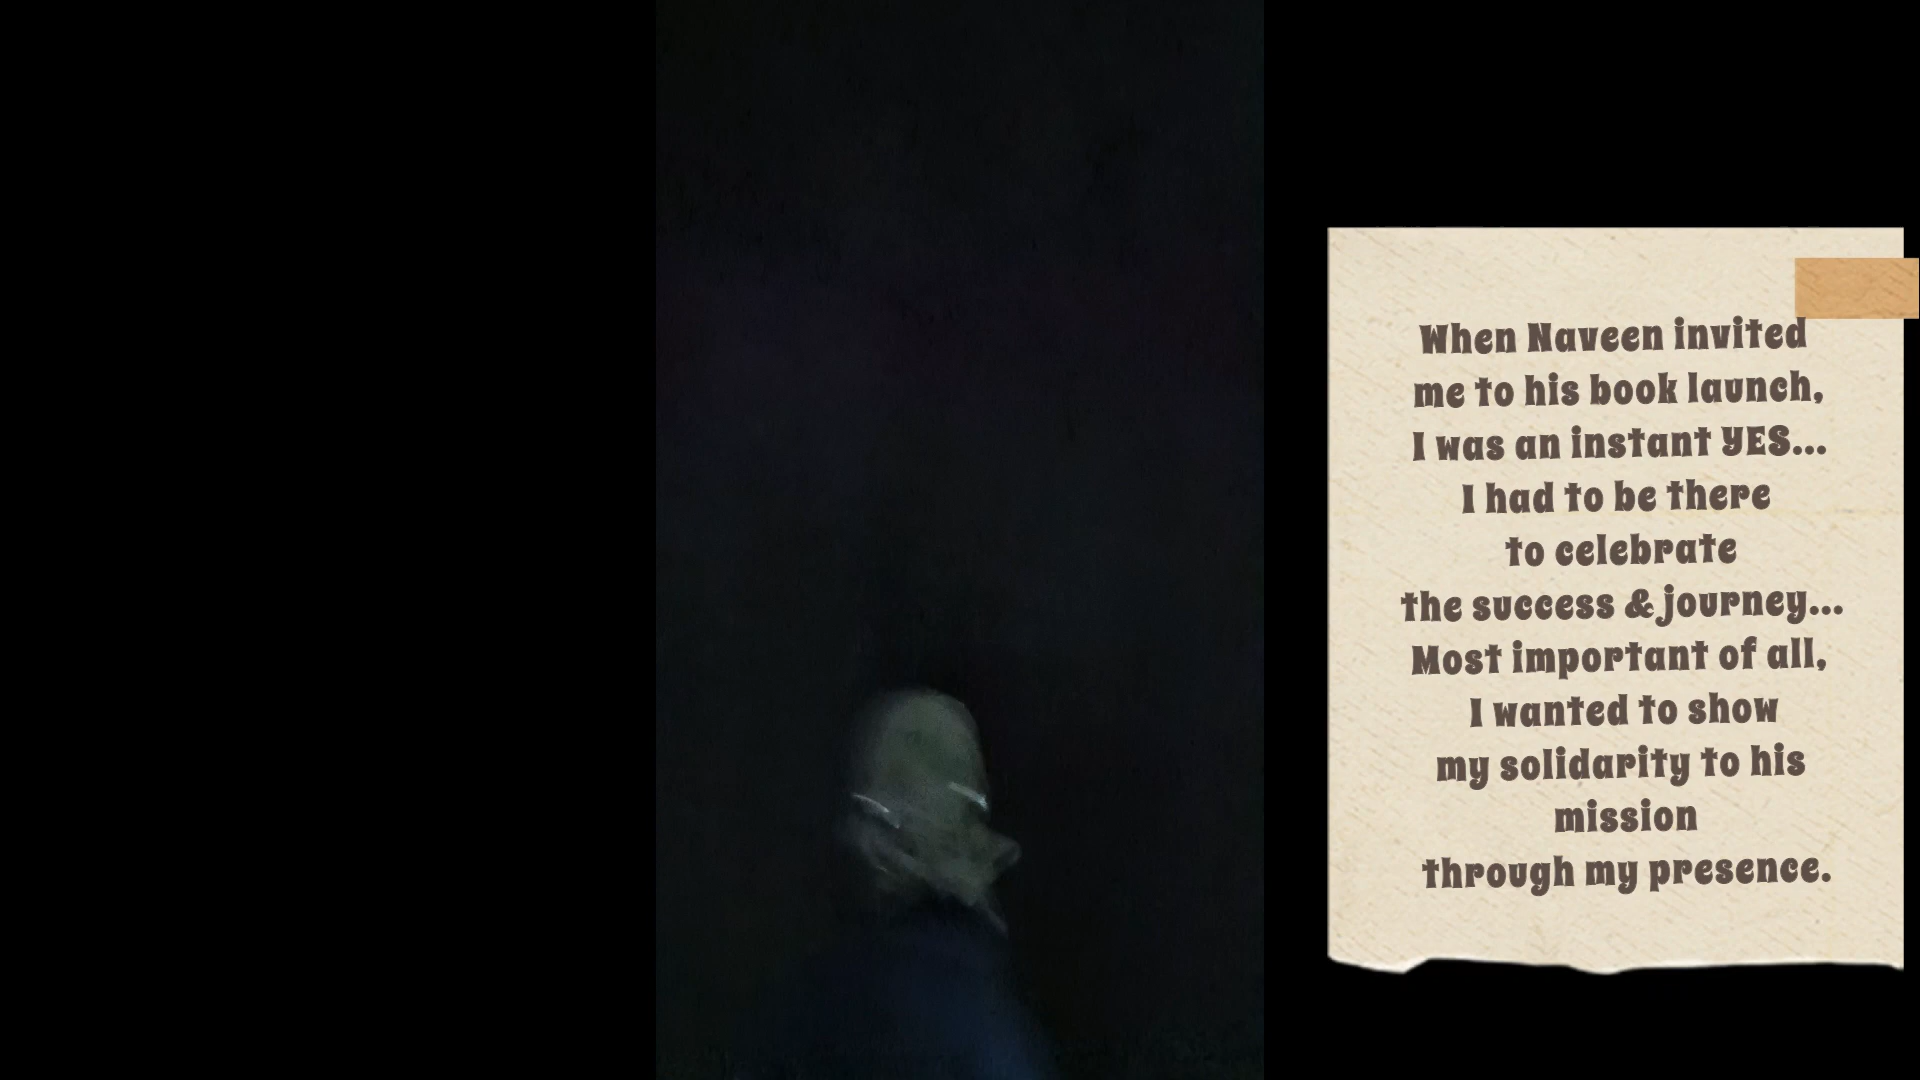 When Naveen invited
me to his book launch,
I was an instant YES...
I had to be there
to celebrate
the success & journey...
Most important of all,
I wanted to show
my solidarity to his
mission
through my presence.